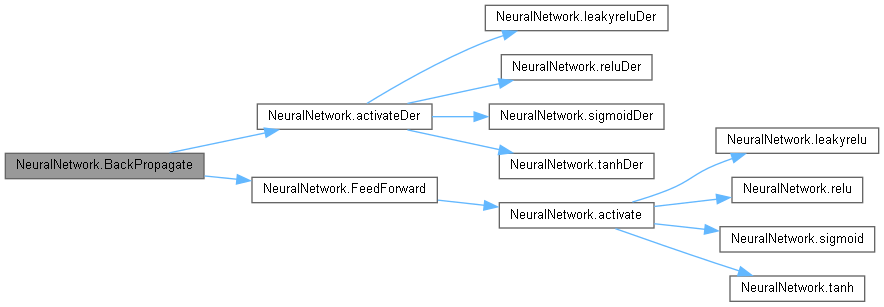 NeuralNetwork.leakyreluDer
NeuralNetwork.reluDer
NeuralNetwork.activateDer
NeuralNetwork.sigmoidDer
NeuralNetwork.leakyrelu
NeuralNetwork.BackPropagate
NeuralNetwork.tanhDer
NeuralNetwork.FeedForward
NeuralNetwork.relu
NeuralNetwork.activate
NeuralNetwork.sigmoid
NeuralNetwork.tanh